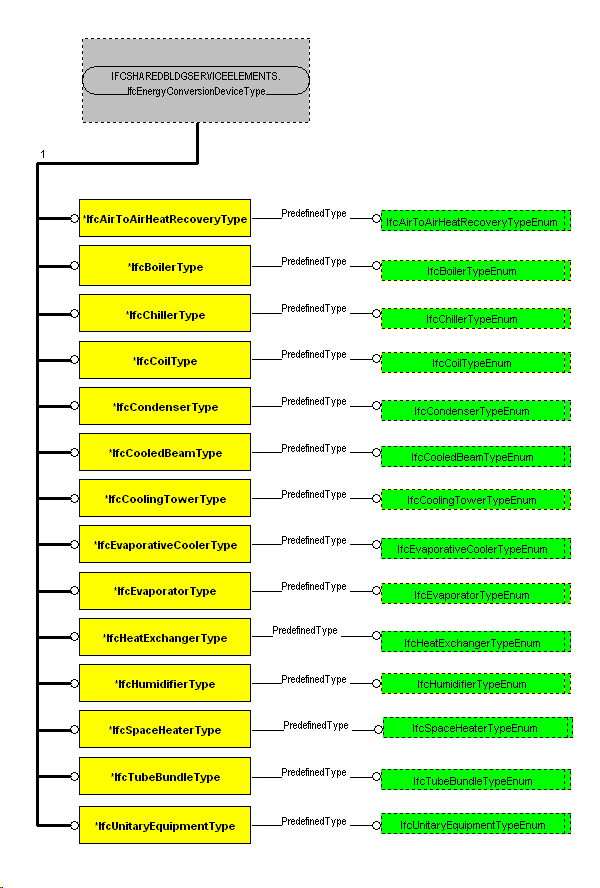 IFCSHAREDBLDGSERVICEELEMENTS.
IfcEnergyConversionDeviceType
1
*IfcAirToAirHeatRecoveryType PredefinedType IfcAirToAirHeatRecoveryTypeEnum
*IfcBoilerType PredefinedType IfcBoilerTypeEnum
*IfcChillerType PredefinedType IfcChillerTypeEnum
*IfcCoilType PredefinedType IfcCoilTypeEnum
*IfcCondenserType PredefinedType IfcCondenserTypeEnum
*IfcCooledBeamType PredefinedType IfcCooledBeamTypeEnum
*IfcCoolingTowerType PredefinedType IfcCoolingTowerTypeEnum
*IfcEvaporativeCoolerType PredefinedType IfcEvaporativeCoolerTypeEnum
*IfcEvaporatorType PredefinedType IfcEvaporatorTypeEnum
*IfcHeatExchangerType PredefinedType IfcHeatExchangerTypeEnum
*IfcHumidifierType PredefinedType IfcHumidifierTypeEnum
*IfcSpaceHeaterType PredefinedType IfcSpaceHeaterTypeEnum
*IfcTubeBundleType PredefinedType IfcTubeBundleTypeEnum
*IfcUnitaryEquipmentType PredefinedType IfcUnitaryEquipmentTypeEnum